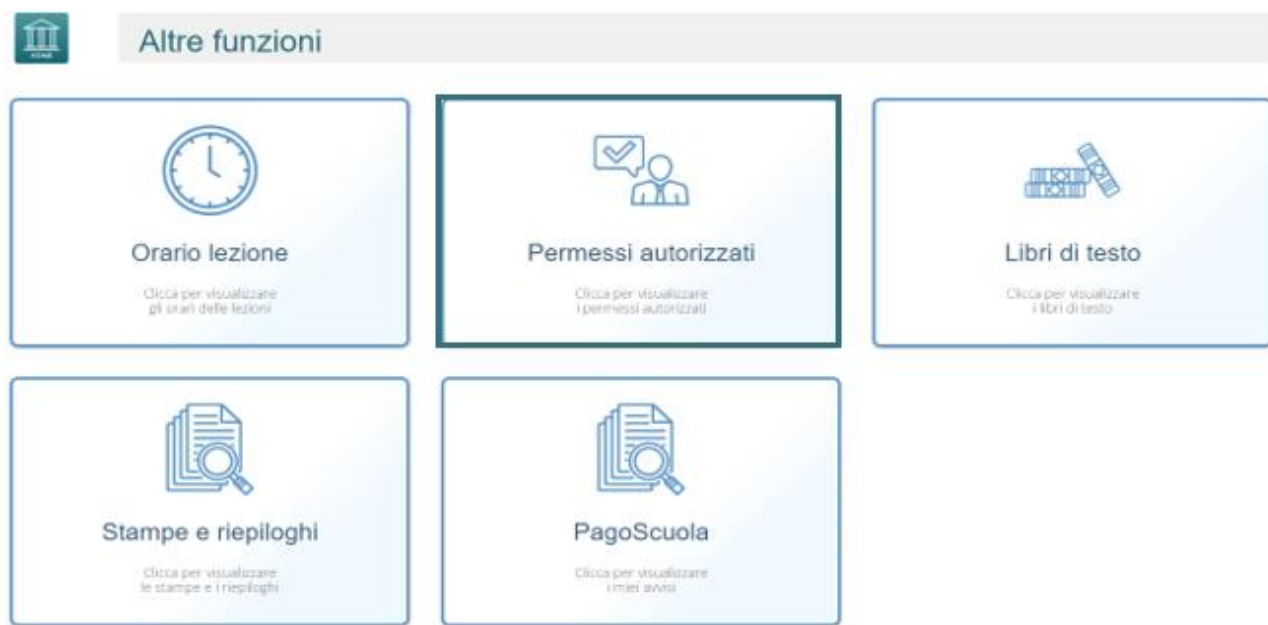 HOME
Altre funzioni
Orario lezione
Clicca per visualizzare
gli orari delle lezioni
Permessi autorizzati
Clicca per visualizzare
i permessi autorizzati
Libri di testo
Clicca per visualizzare
i libri di testo
Stampe e riepiloghi
Clicca per visualizzare
le stampe e i riepiloghi
PagoScuola
Clicca per visualizzare
i miei avvisi